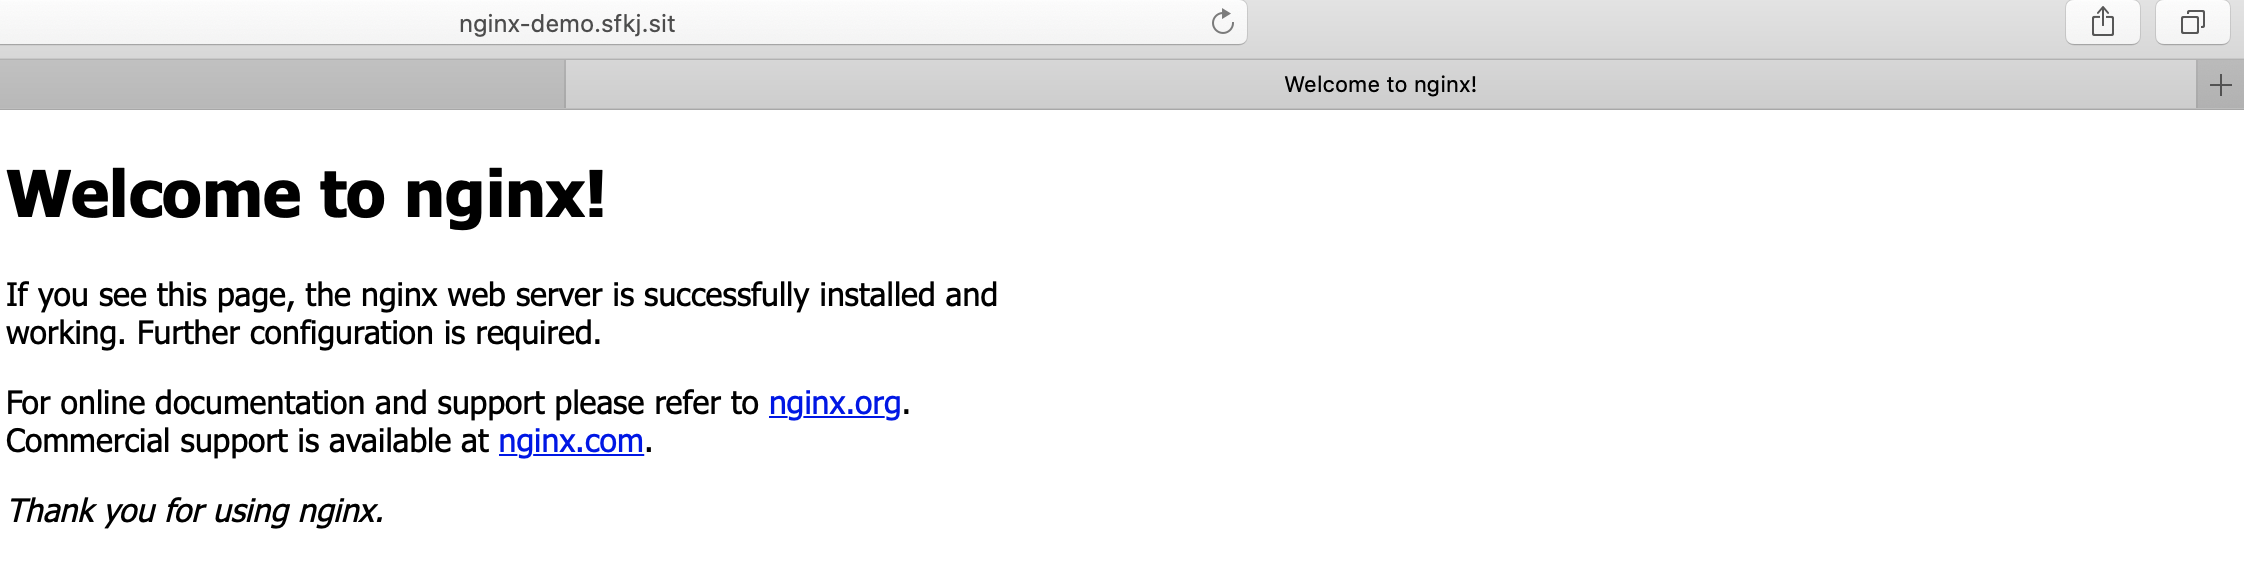 nginx-demo.sfkj.sit
Welcome to nginx!
Welcome to nginx!
If you see this page, the nginx web server is successfully installed and
working. Further configuration is required.
For online documentation and support please refer to nginx.org.
Commercial support is available at nginx.com.
Thank you for using nginx.